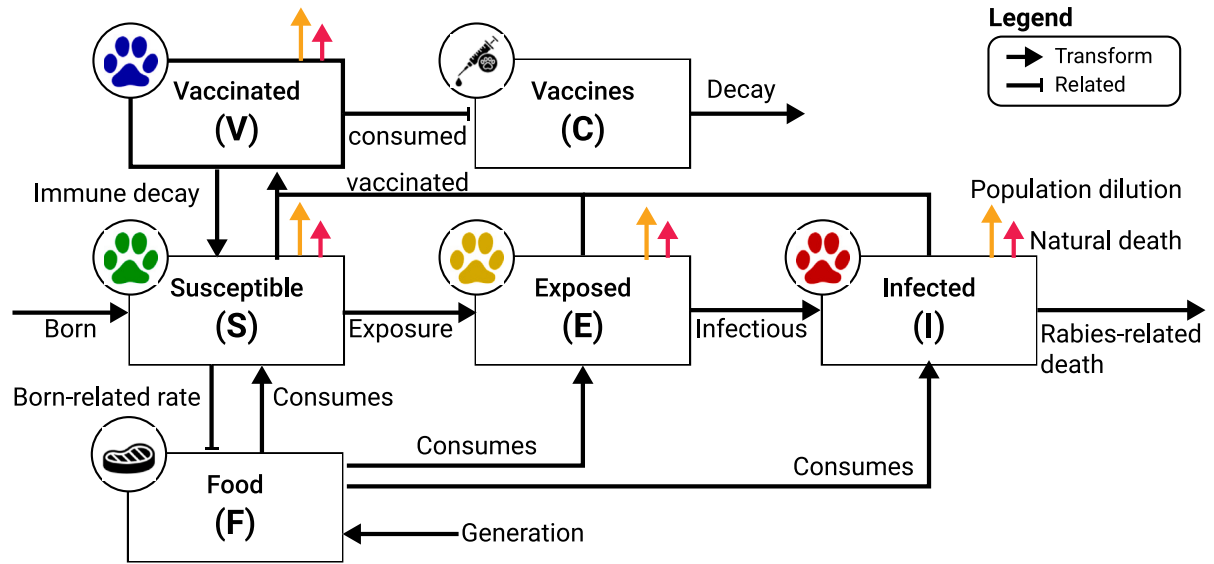 Legend
Transform
Related
Vaccinated
(V)
consumed
Vaccines
(C)
Decay
Immune decay
vaccinated
Population dilution
Natural death
Born
Susceptible
(S)
Exposure
Exposed
(E)
Infectious
Infected
(I)
Rabies-related
death
Born-related rate
Consumes
Consumes
Consumes
Food
(F)
Generation